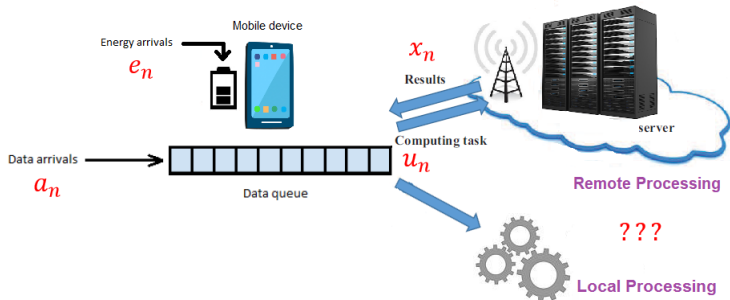 Mobile device
Energy arrivals
e_n
x_n
Results
server
Computing task
Data arrivals
a_n
u_n
Data queue
Remote Processing
???
Local Processing